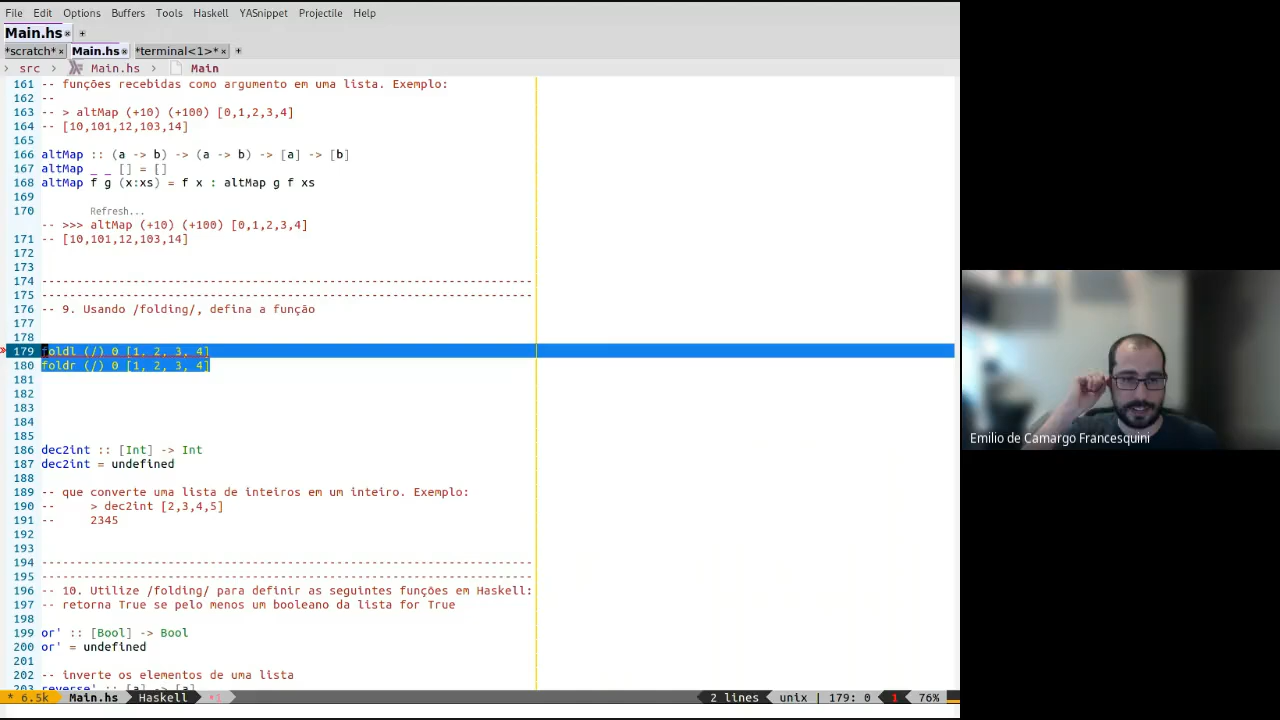 File Edit Options Buffers Tools Haskell YASnippet Projectile Help
Main.hs × +
*scratch* × Main.hs × *terminal<1>* × +
> src > Main.hs > Main
161 -- funções recebidas como argumento em uma lista. Exemplo:
162 --
163 -- > altMap (+10) (+100) [0,1,2,3,4]
164 -- [10,101,12,103,14]
165
166 altMap :: (a -> b) -> (a -> b) -> [a] -> [b]
167 altMap _ _ [] = []
168 altMap f g (x:xs) = f x : altMap g f xs
169
170 Refresh...
-- >>> altMap (+10) (+100) [0,1,2,3,4]
171 -- [10,101,12,103,14]
172
173
174 ----------------------------------------------------------------------
175 ----------------------------------------------------------------------
176 -- 9. Usando /folding/, defina a função
177
178
» 179 foldl (/) 0 [1, 2, 3, 4]
180 foldr (/) 0 [1, 2, 3, 4]
181
182
183
184
185
186 dec2int :: [Int] -> Int
187 dec2int = undefined
188
189 -- que converte uma lista de inteiros em um inteiro. Exemplo:
190 -- > dec2int [2,3,4,5]
191 -- 2345
192
193
194 ----------------------------------------------------------------------
195 ----------------------------------------------------------------------
196 -- 10. Utilize /folding/ para definir as seguintes funções em Haskell:
197 -- retorna True se pelo menos um booleano da lista for True
198
199 or' :: [Bool] -> Bool
200 or' = undefined
201
202 -- inverte os elementos de uma lista
203 reverse' :: [a] -> [a]
* 6.5k Main.hs Haskell •1 2 lines unix | 179: 0 1 76%
Emilio de Camargo Francesquini